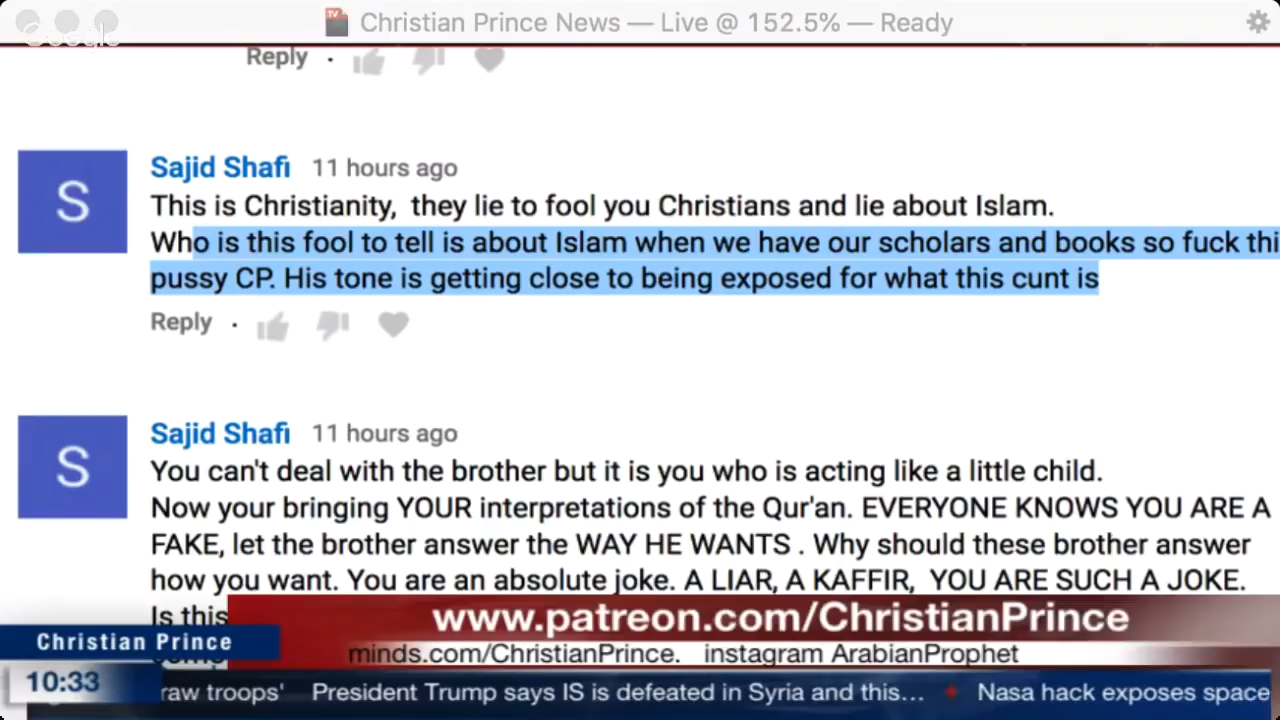 Christian Prince News — Live @ 152.5% — Ready
Google
Reply ·
S
Sajid Shafi 11 hours ago
This is Christianity, they lie to fool you Christians and lie about Islam.
Who is this fool to tell is about Islam when we have our scholars and books so fuck thi
pussy CP. His tone is getting close to being exposed for what this cunt is
Reply ·
S
Sajid Shafi 11 hours ago
You can't deal with the brother but it is you who is acting like a little child.
Now your bringing YOUR interpretations of the Qur'an. EVERYONE KNOWS YOU ARE A
FAKE, let the brother answer the WAY HE WANTS . Why should these brother answer
how you want. You are an absolute joke. A LIAR, A KAFFIR, YOU ARE SUCH A JOKE.
Is this
www.patreon.com/ChristianPrince
Christian Prince
minds.com/ChristianPrince. instagram ArabianProphet
10:33
raw troops' President Trump says IS is defeated in Syria and this... Nasa hack exposes space